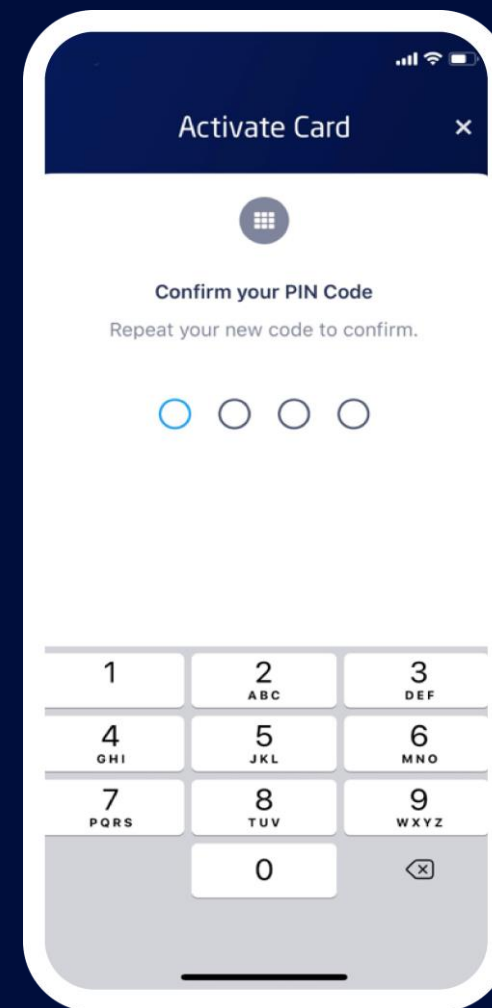 Activate Card ×
Confirm your PIN Code
Repeat your new code to confirm.
1 2 3
ABC DEF
4 5 6
GHI JKL MNO
7 8 9
PQRS TUV WXYZ
0